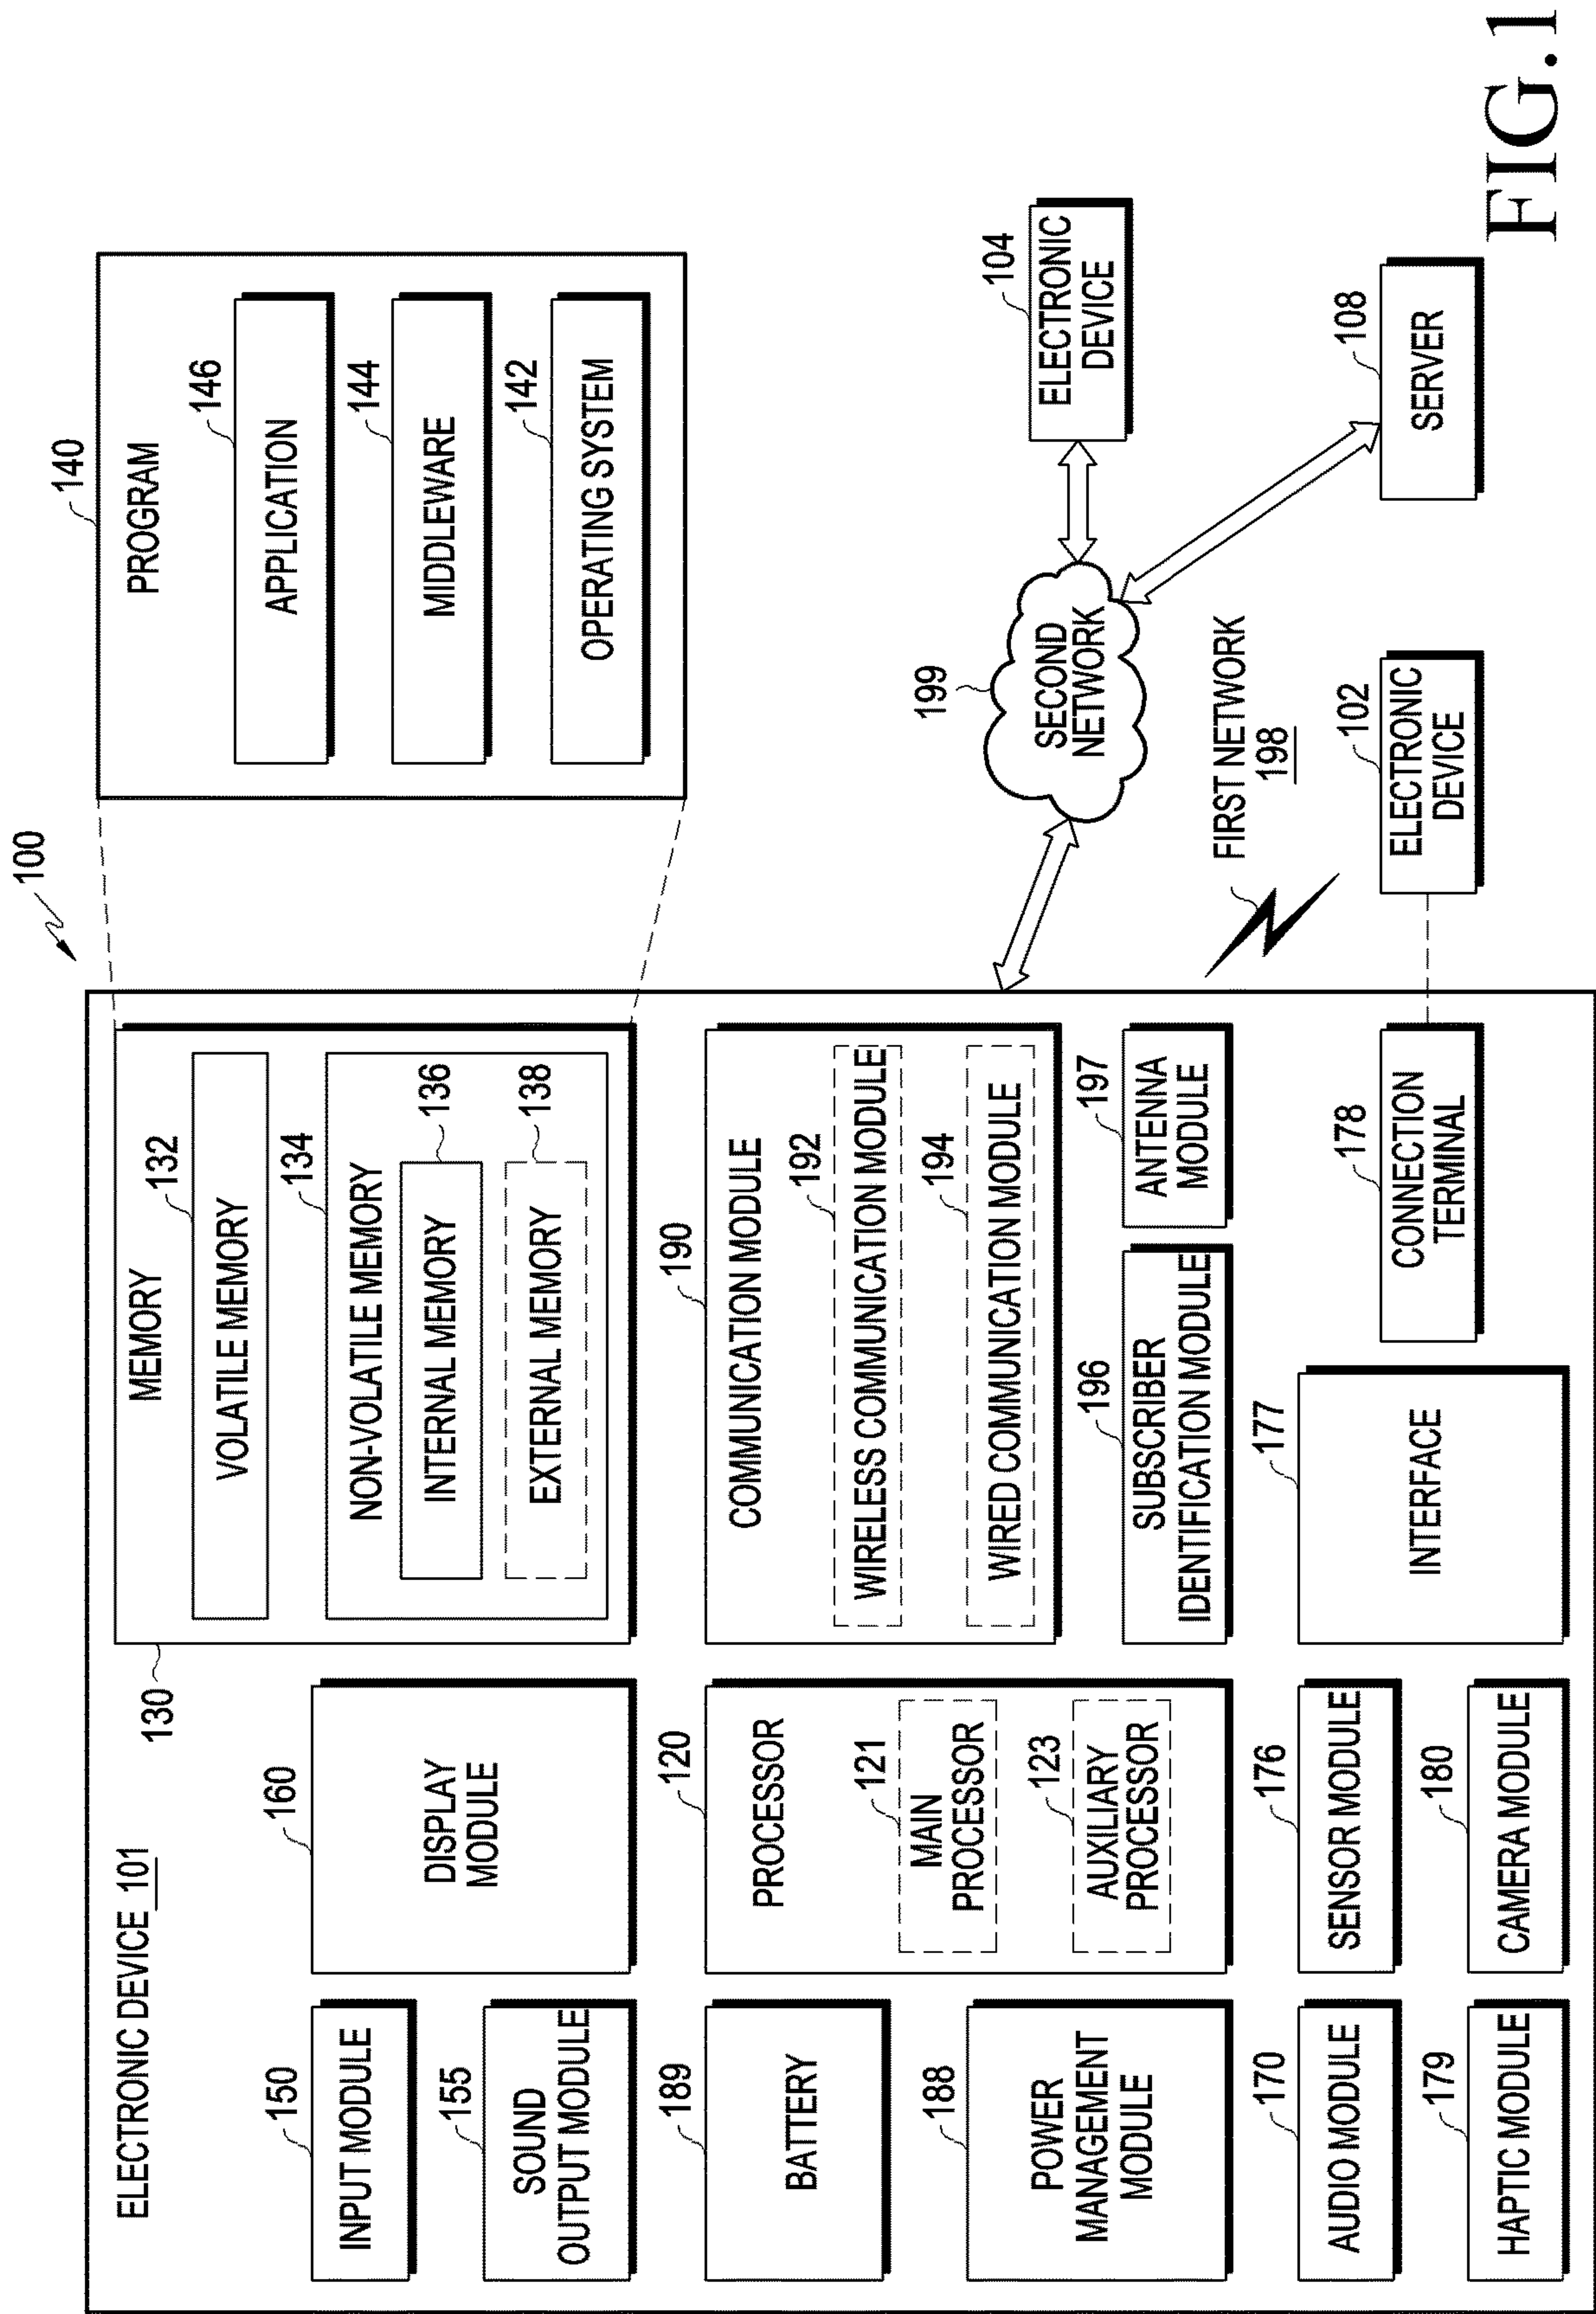 100
ELECTRONIC DEVICE 101
150
INPUT MODULE
155
SOUND
OUTPUT MODULE
160
DISPLAY
MODULE
130
MEMORY
132
VOLATILE MEMORY
134
NON-VOLATILE MEMORY
136
INTERNAL MEMORY
138
EXTERNAL MEMORY
140
PROGRAM
146
APPLICATION
144
MIDDLEWARE
142
OPERATING SYSTEM
189
BATTERY
188
POWER
MANAGEMENT
MODULE
120
PROCESSOR
121
MAIN
PROCESSOR
123
AUXILIARY
PROCESSOR
190
COMMUNICATION MODULE
192
WIRELESS COMMUNICATION MODULE
194
WIRED COMMUNICATION MODULE
196
SUBSCRIBER
IDENTIFICATION MODULE
197
ANTENNA
MODULE
199
SECOND
NETWORK
104
ELECTRONIC
DEVICE
170
AUDIO MODULE
176
SENSOR MODULE
177
INTERFACE
178
CONNECTION
TERMINAL
FIRST NETWORK
198
102
ELECTRONIC
DEVICE
108
SERVER
179
HAPTIC MODULE
180
CAMERA MODULE
FIG.1